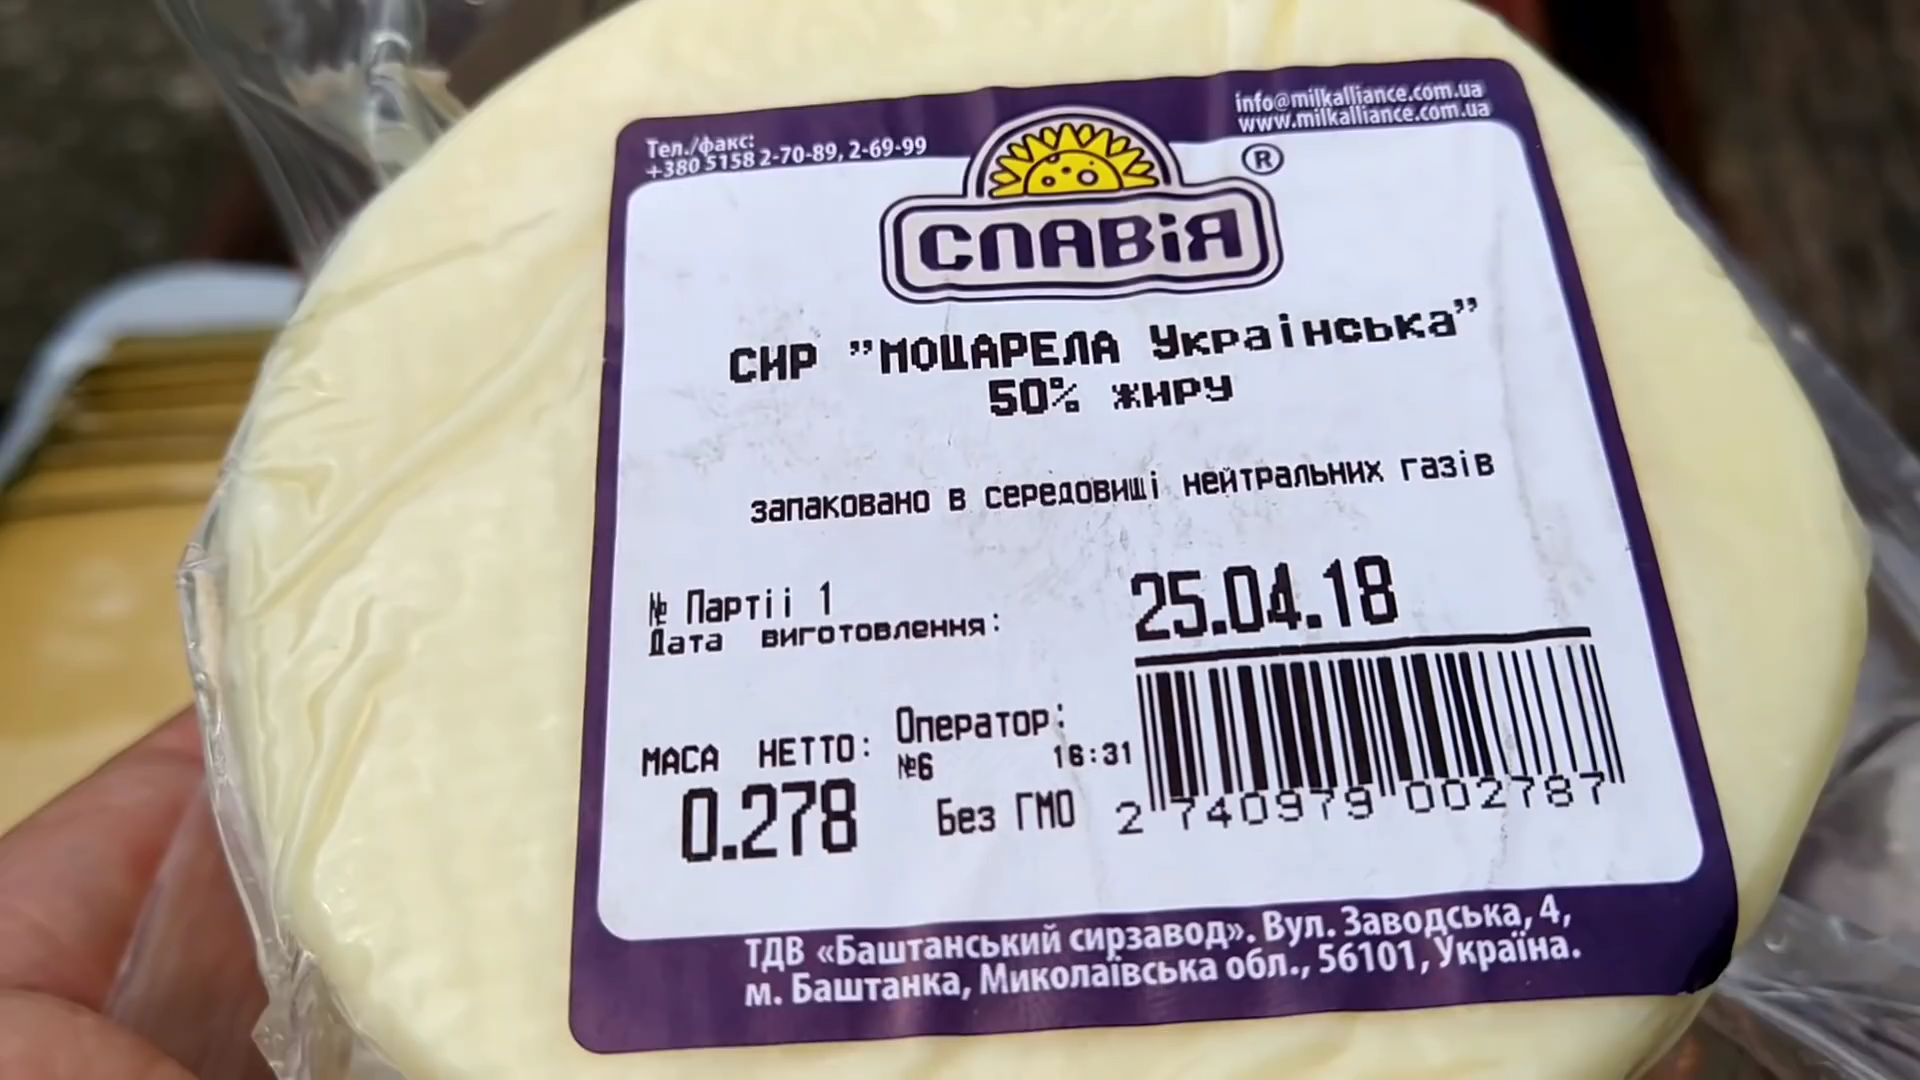 Тел./факс:
+380 5158 2-70-89, 2-69-99
info@milkalliance.com.ua
www.milkalliance.com.ua
®
СЛАВіЯ
СИР "МОЦАРЕЛА Українська"
50% жиру
запаковано в середовищі нейтральних газів
№ Партіі 1
Дата виготовлення:
25.04.18
МАСА НЕТТО:
0.278
Оператор:
№6 16:31
Без ГМО
2 740979 002787
ТДВ «Баштанський сирзавод». Вул. Заводська, 4,
м. Баштанка, Миколаївська обл., 56101, Україна.